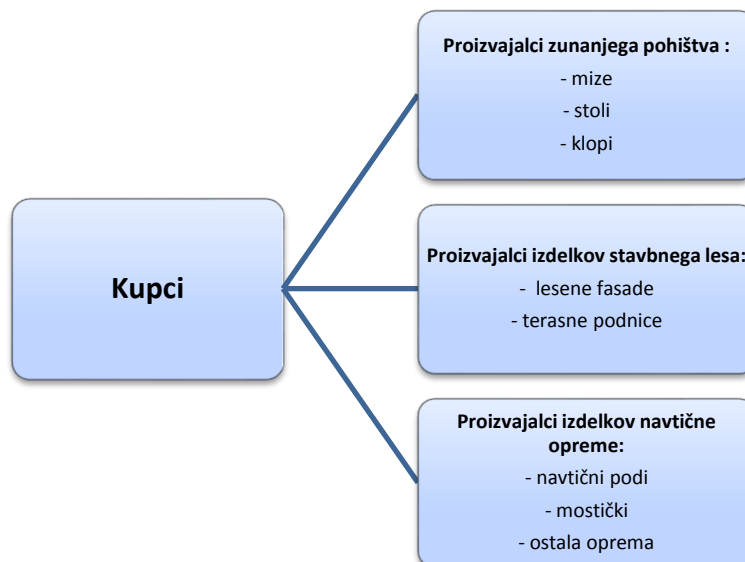 Kupci
Proizvajalci zunanjega pohištva :
- mize
- stoli
- klopi
Proizvajalci izdelkov stavbnega lesa:
- lesene fasade
- terasne podnice
Proizvajalci izdelkov navtične
opreme:
- navtični podi
- mostički
- ostala oprema